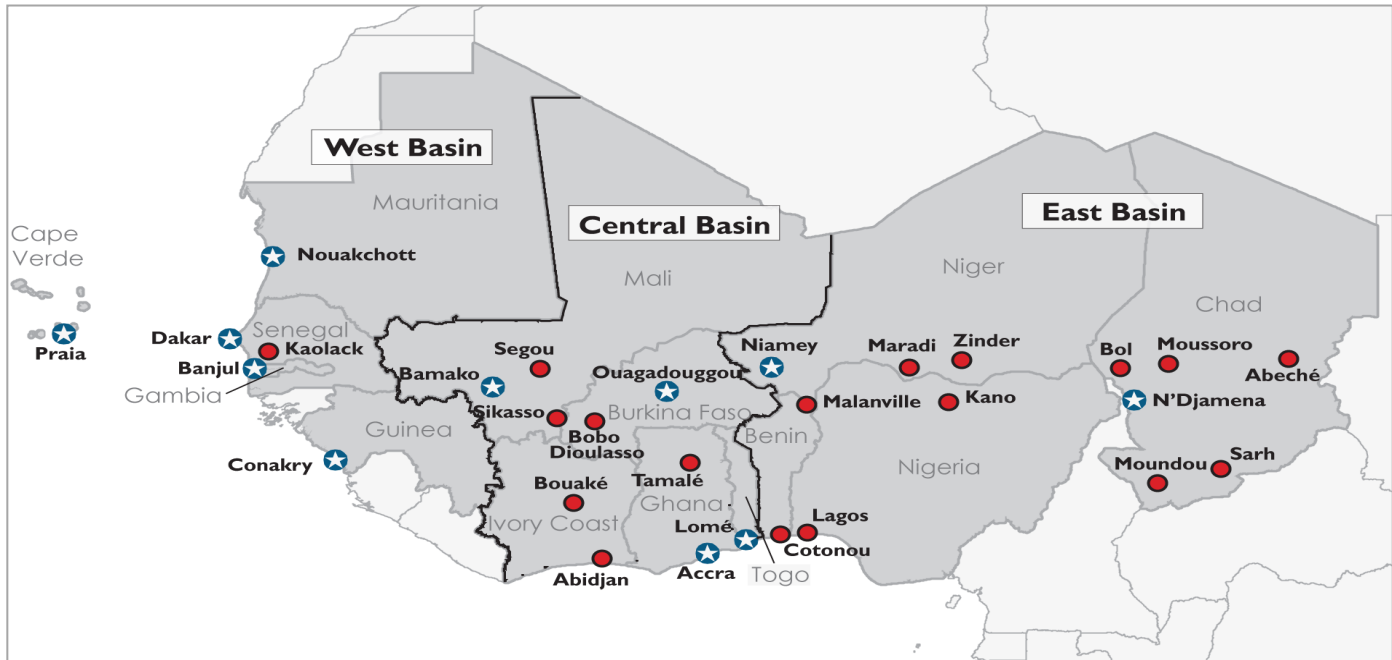 West Basin
Mauritania
Central Basin
East Basin
Cape
Verde
Nouakchott
Mali
Niger
Chad
Praia
Dakar
Senegal
Kaolack
Banjul
Gambia
Segou
Bamako
Niamey
Ouagadouggou
Maradi
Zinder
Bol
Moussoro
Abeché
Sikasso
Burkina Faso
Malanville
Kano
N'Djamena
Guinea
Bobo
Dioulasso
Benin
Conakry
Tamalé
Nigeria
Moundou
Sarh
Bouaké
Ghana
Ivory Coast
Lomé
Lagos
Cotonou
Abidjan
Accra
Togo